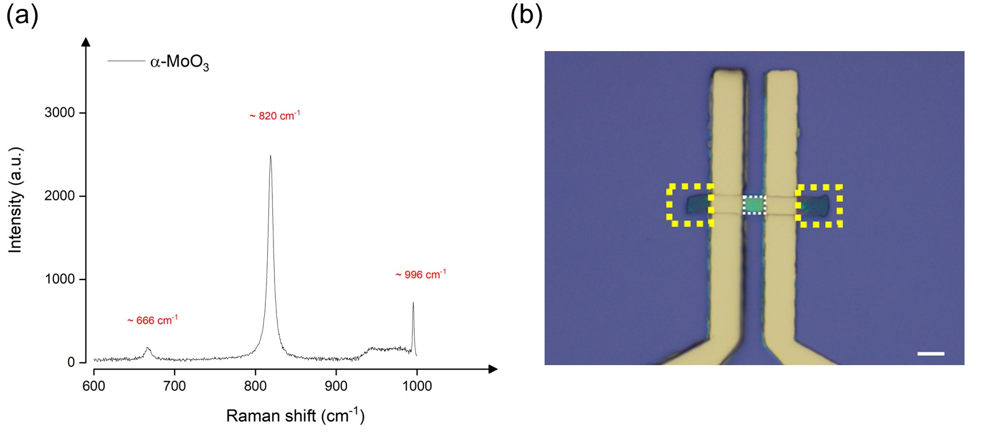 (a)
(b)
α-MoO₃
3000
2000
1000
0
~ 820 cm⁻¹
~ 996 cm⁻¹
~ 666 cm⁻¹
Intensity (a.u.)
600 700 800 900 1000
Raman shift (cm⁻¹)